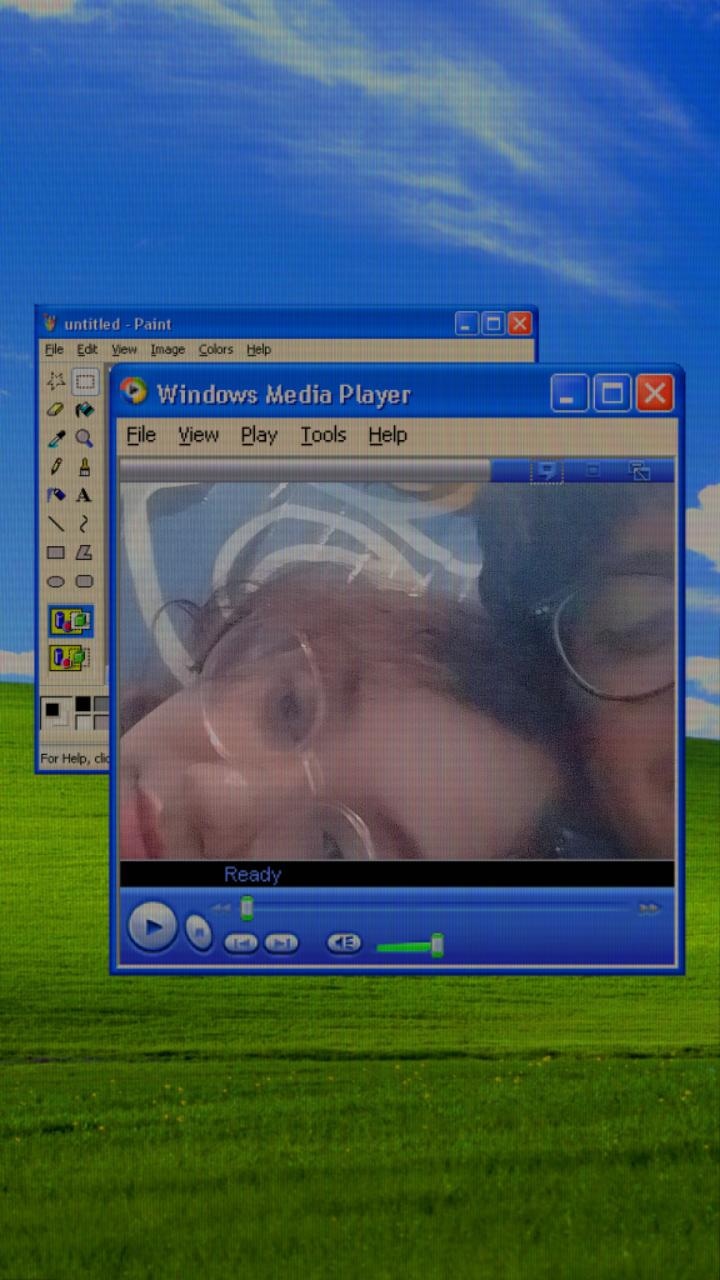 untitled - Paint
File Edit View Image Colors Help
Windows Media Player
File View Play Tools Help
A
For Help, clic
Ready